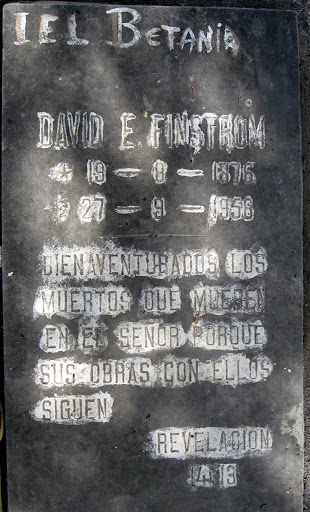 IEL BETANIA
DAVID E. FINSTROM
* 19 - 8 - 1876
† 27 - 9 - 1956
BIENAVENTURADOS LOS
MUERTOS QUE MUEREN
EN EL SEÑOR PORQUE
SUS OBRAS CON ELLOS
SIGUEN
REVELACION
14 13